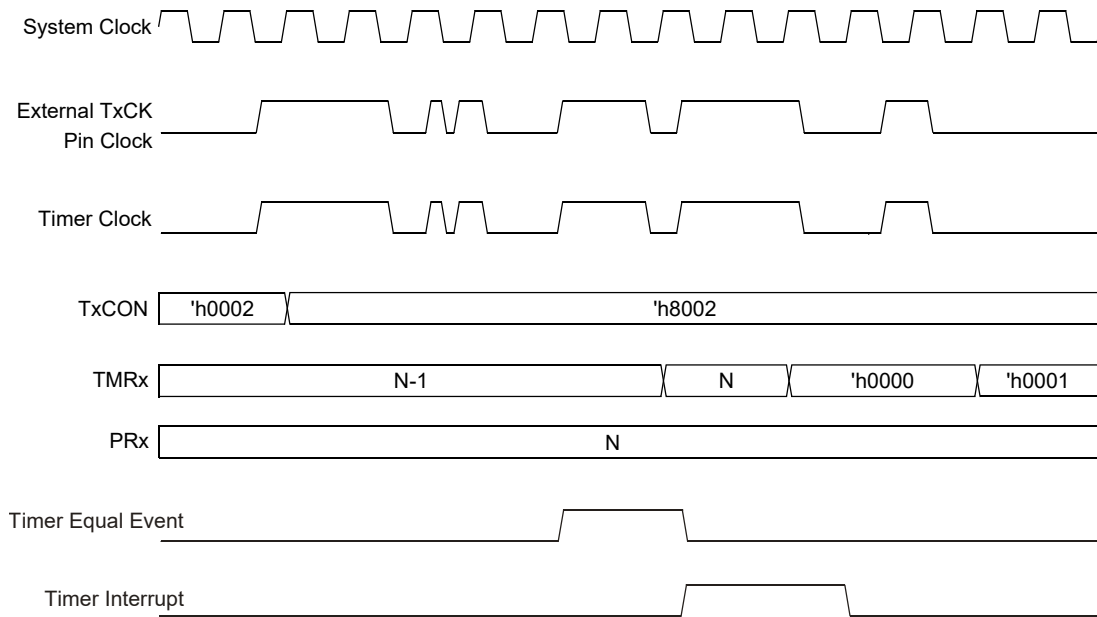 System Clock
External TxCK
Pin Clock
Timer Clock
TxCON 'h0002 'h8002
TMRx N-1 N 'h0000 'h0001
PRx N
Timer Equal Event
Timer Interrupt